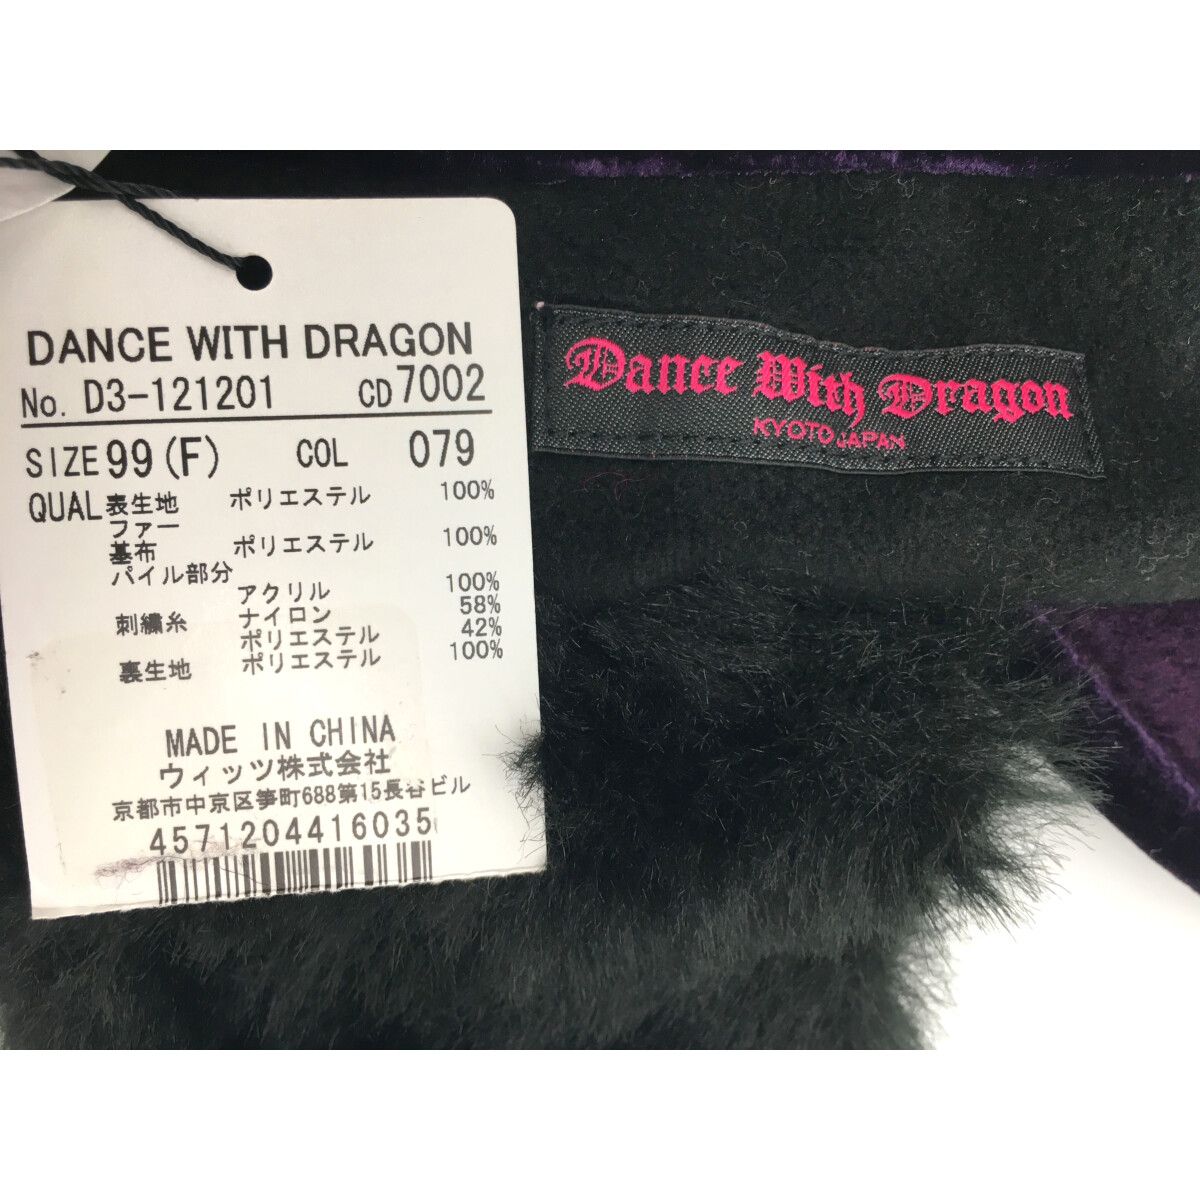 DANCE WITH DRAGON
No. D3-121201 CD 7002
SIZE 99 (F) COL 079
QUAL 表生地 ポリエステル 100%
ファー
基布 ポリエステル 100%
パイル部分
アクリル 100%
刺繍糸 ナイロン 58%
ポリエステル 42%
裏生地 ポリエステル 100%
MADE IN CHINA
ウィッツ株式会社
京都市中京区笋町688第15長谷ビル
4571204416035
Dance With Dragon
KYOTO JAPAN